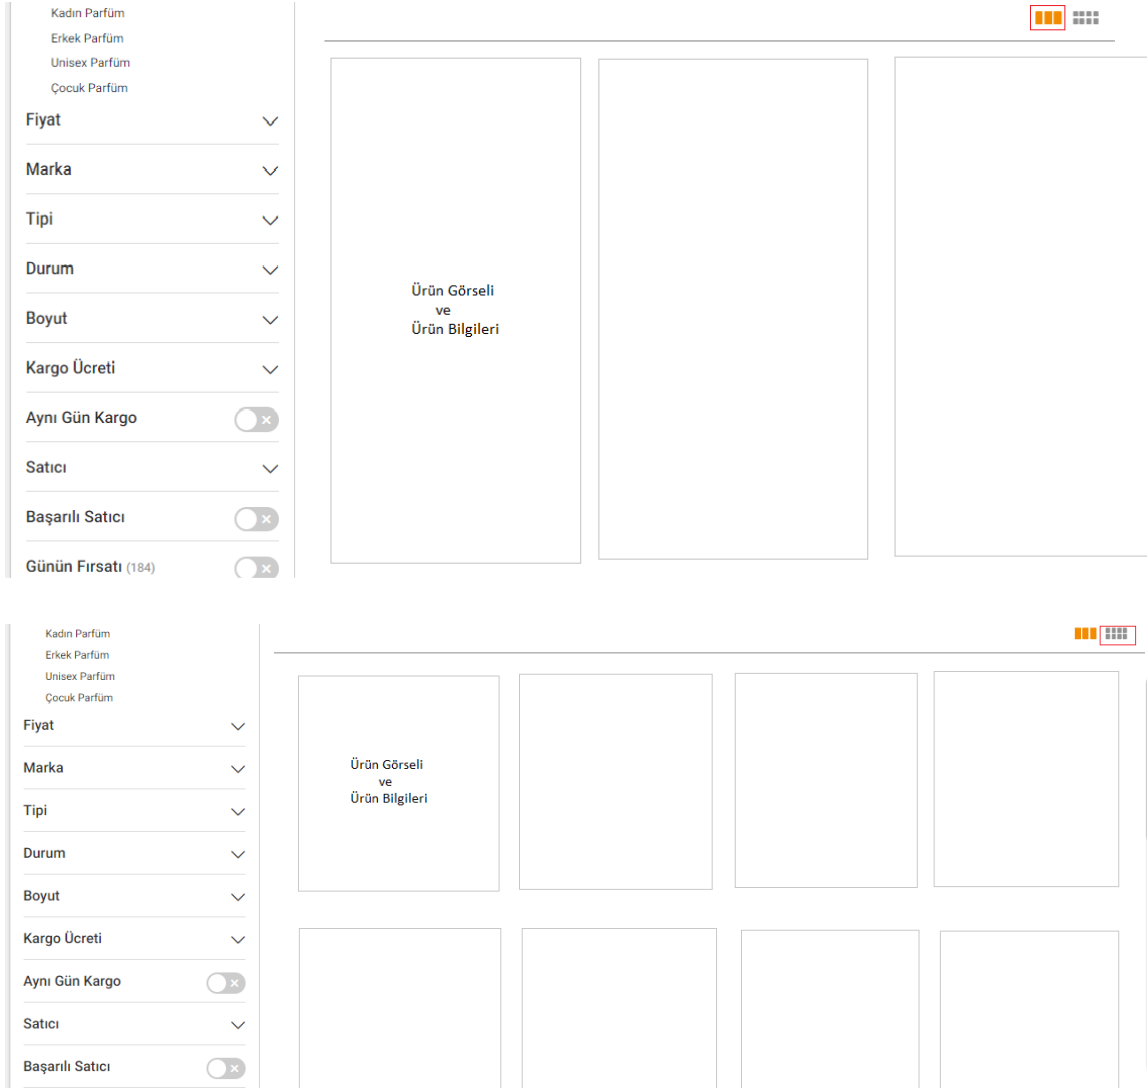 Kadın Parfüm
Erkek Parfüm
Unisex Parfüm
Çocuk Parfüm
Fiyat
Marka
Tipi
Durum
Boyut
Kargo Ücreti
Aynı Gün Kargo
Satıcı
Başarılı Satıcı
Günün Fırsatı (184)
Ürün Görseli
ve
Ürün Bilgileri
Kadın Parfüm
Erkek Parfüm
Unisex Parfüm
Çocuk Parfüm
Fiyat
Marka
Tipi
Durum
Boyut
Kargo Ücreti
Aynı Gün Kargo
Satıcı
Başarılı Satıcı
Ürün Görseli
ve
Ürün Bilgileri